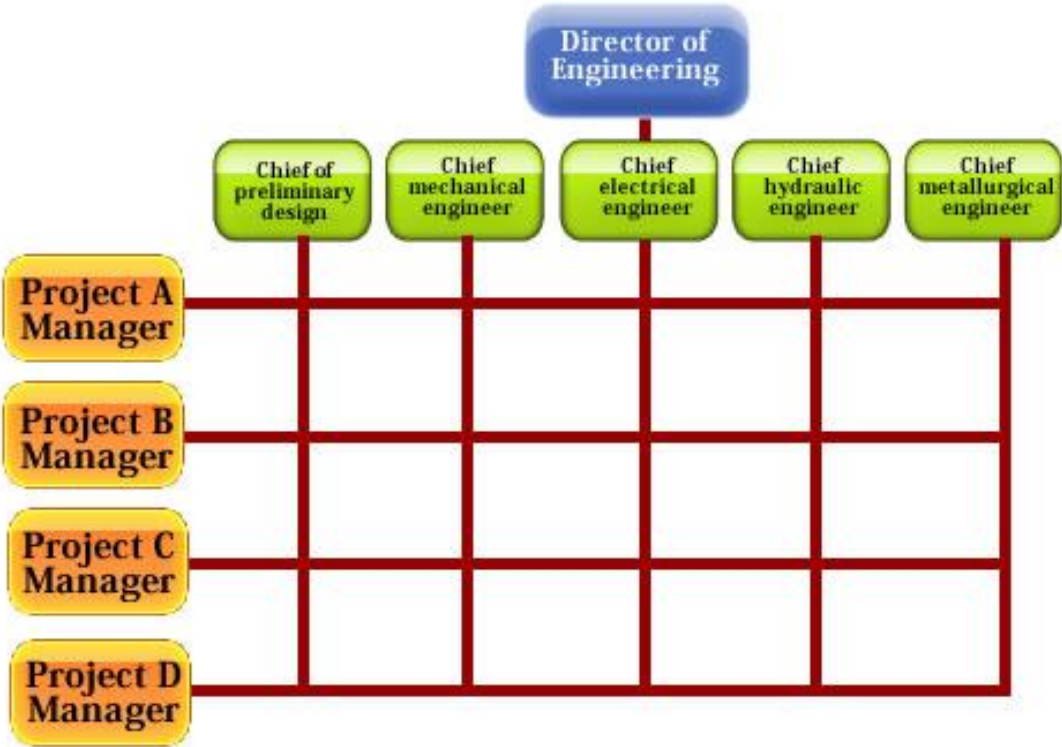 Director of
Engineering
Chief of
preliminary
design
Chief
mechanical
engineer
Chief
electrical
engineer
Chief
hydraulic
engineer
Chief
metallurgical
engineer
Project A
Manager
Project B
Manager
Project C
Manager
Project D
Manager